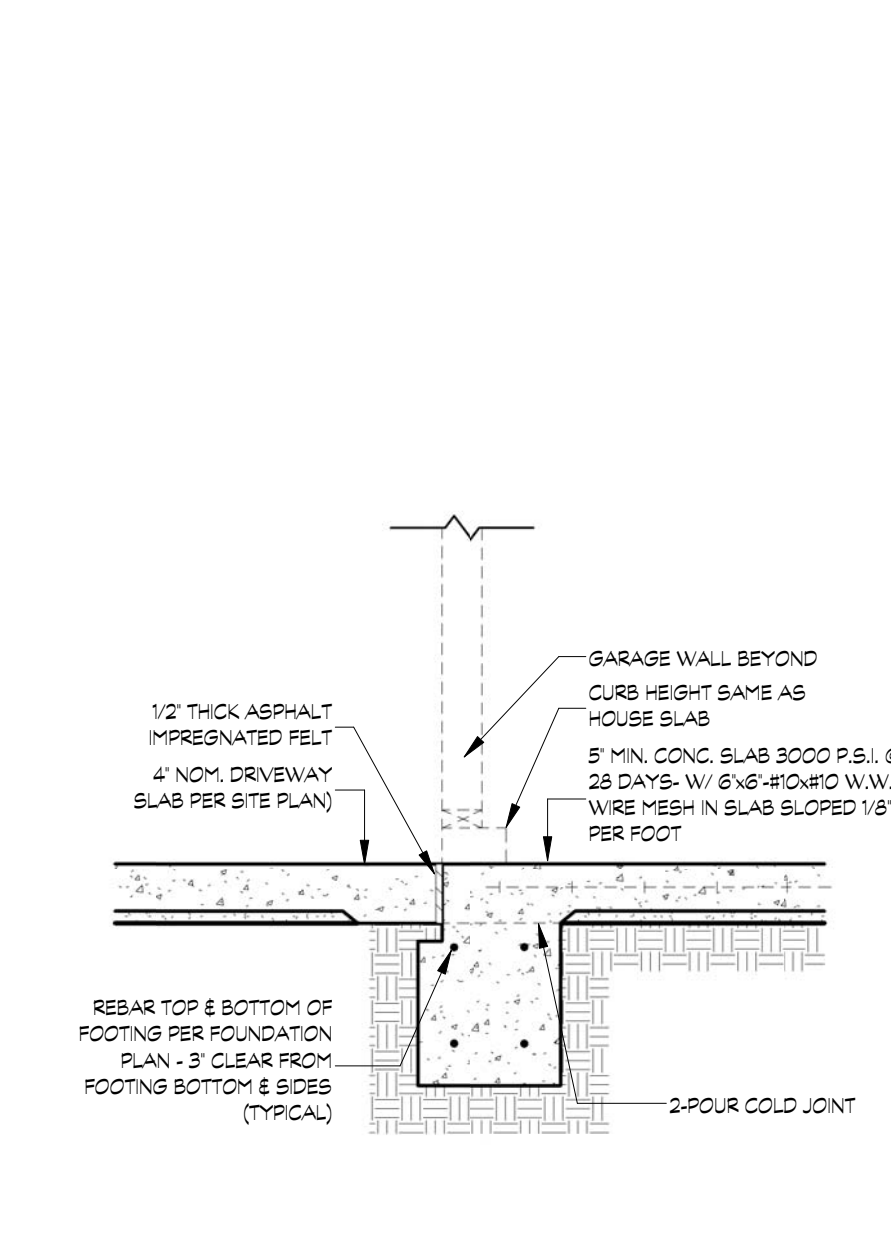 GARAGE WALL BEYOND
CURB HEIGHT SAME AS
HOUSE SLAB
1/2" THICK ASPHALT
IMPREGNATED FELT
4" NOM. DRIVEWAY
SLAB PER SITE PLAN)
5" MIN. CONC. SLAB 3000 P.S.I. @
28 DAYS- W/ 6"x6"-#10x#10 W.W.
WIRE MESH IN SLAB SLOPED 1/8"
PER FOOT
REBAR TOP & BOTTOM OF
FOOTING PER FOUNDATION
PLAN - 3" CLEAR FROM
FOOTING BOTTOM & SIDES
(TYPICAL)
2-POUR COLD JOINT